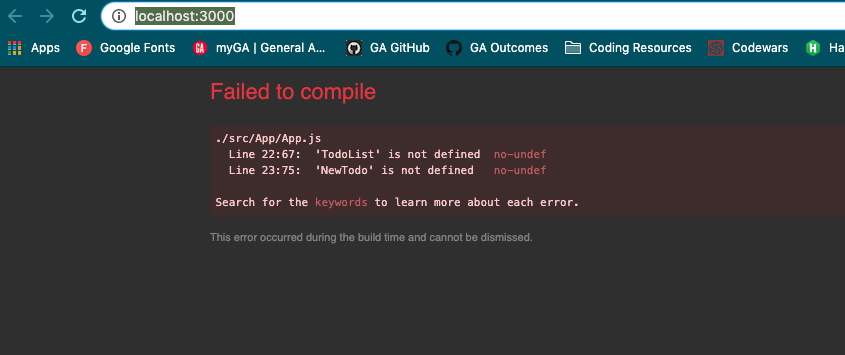 localhost:3000
Apps Google Fonts myGA | General A... GA GitHub GA Outcomes Coding Resources Codewars Ha
Failed to compile
./src/App/App.js
Line 22:67: 'TodoList' is not defined no-undef
Line 23:75: 'NewTodo' is not defined no-undef
Search for the keywords to learn more about each error.
This error occurred during the build time and cannot be dismissed.